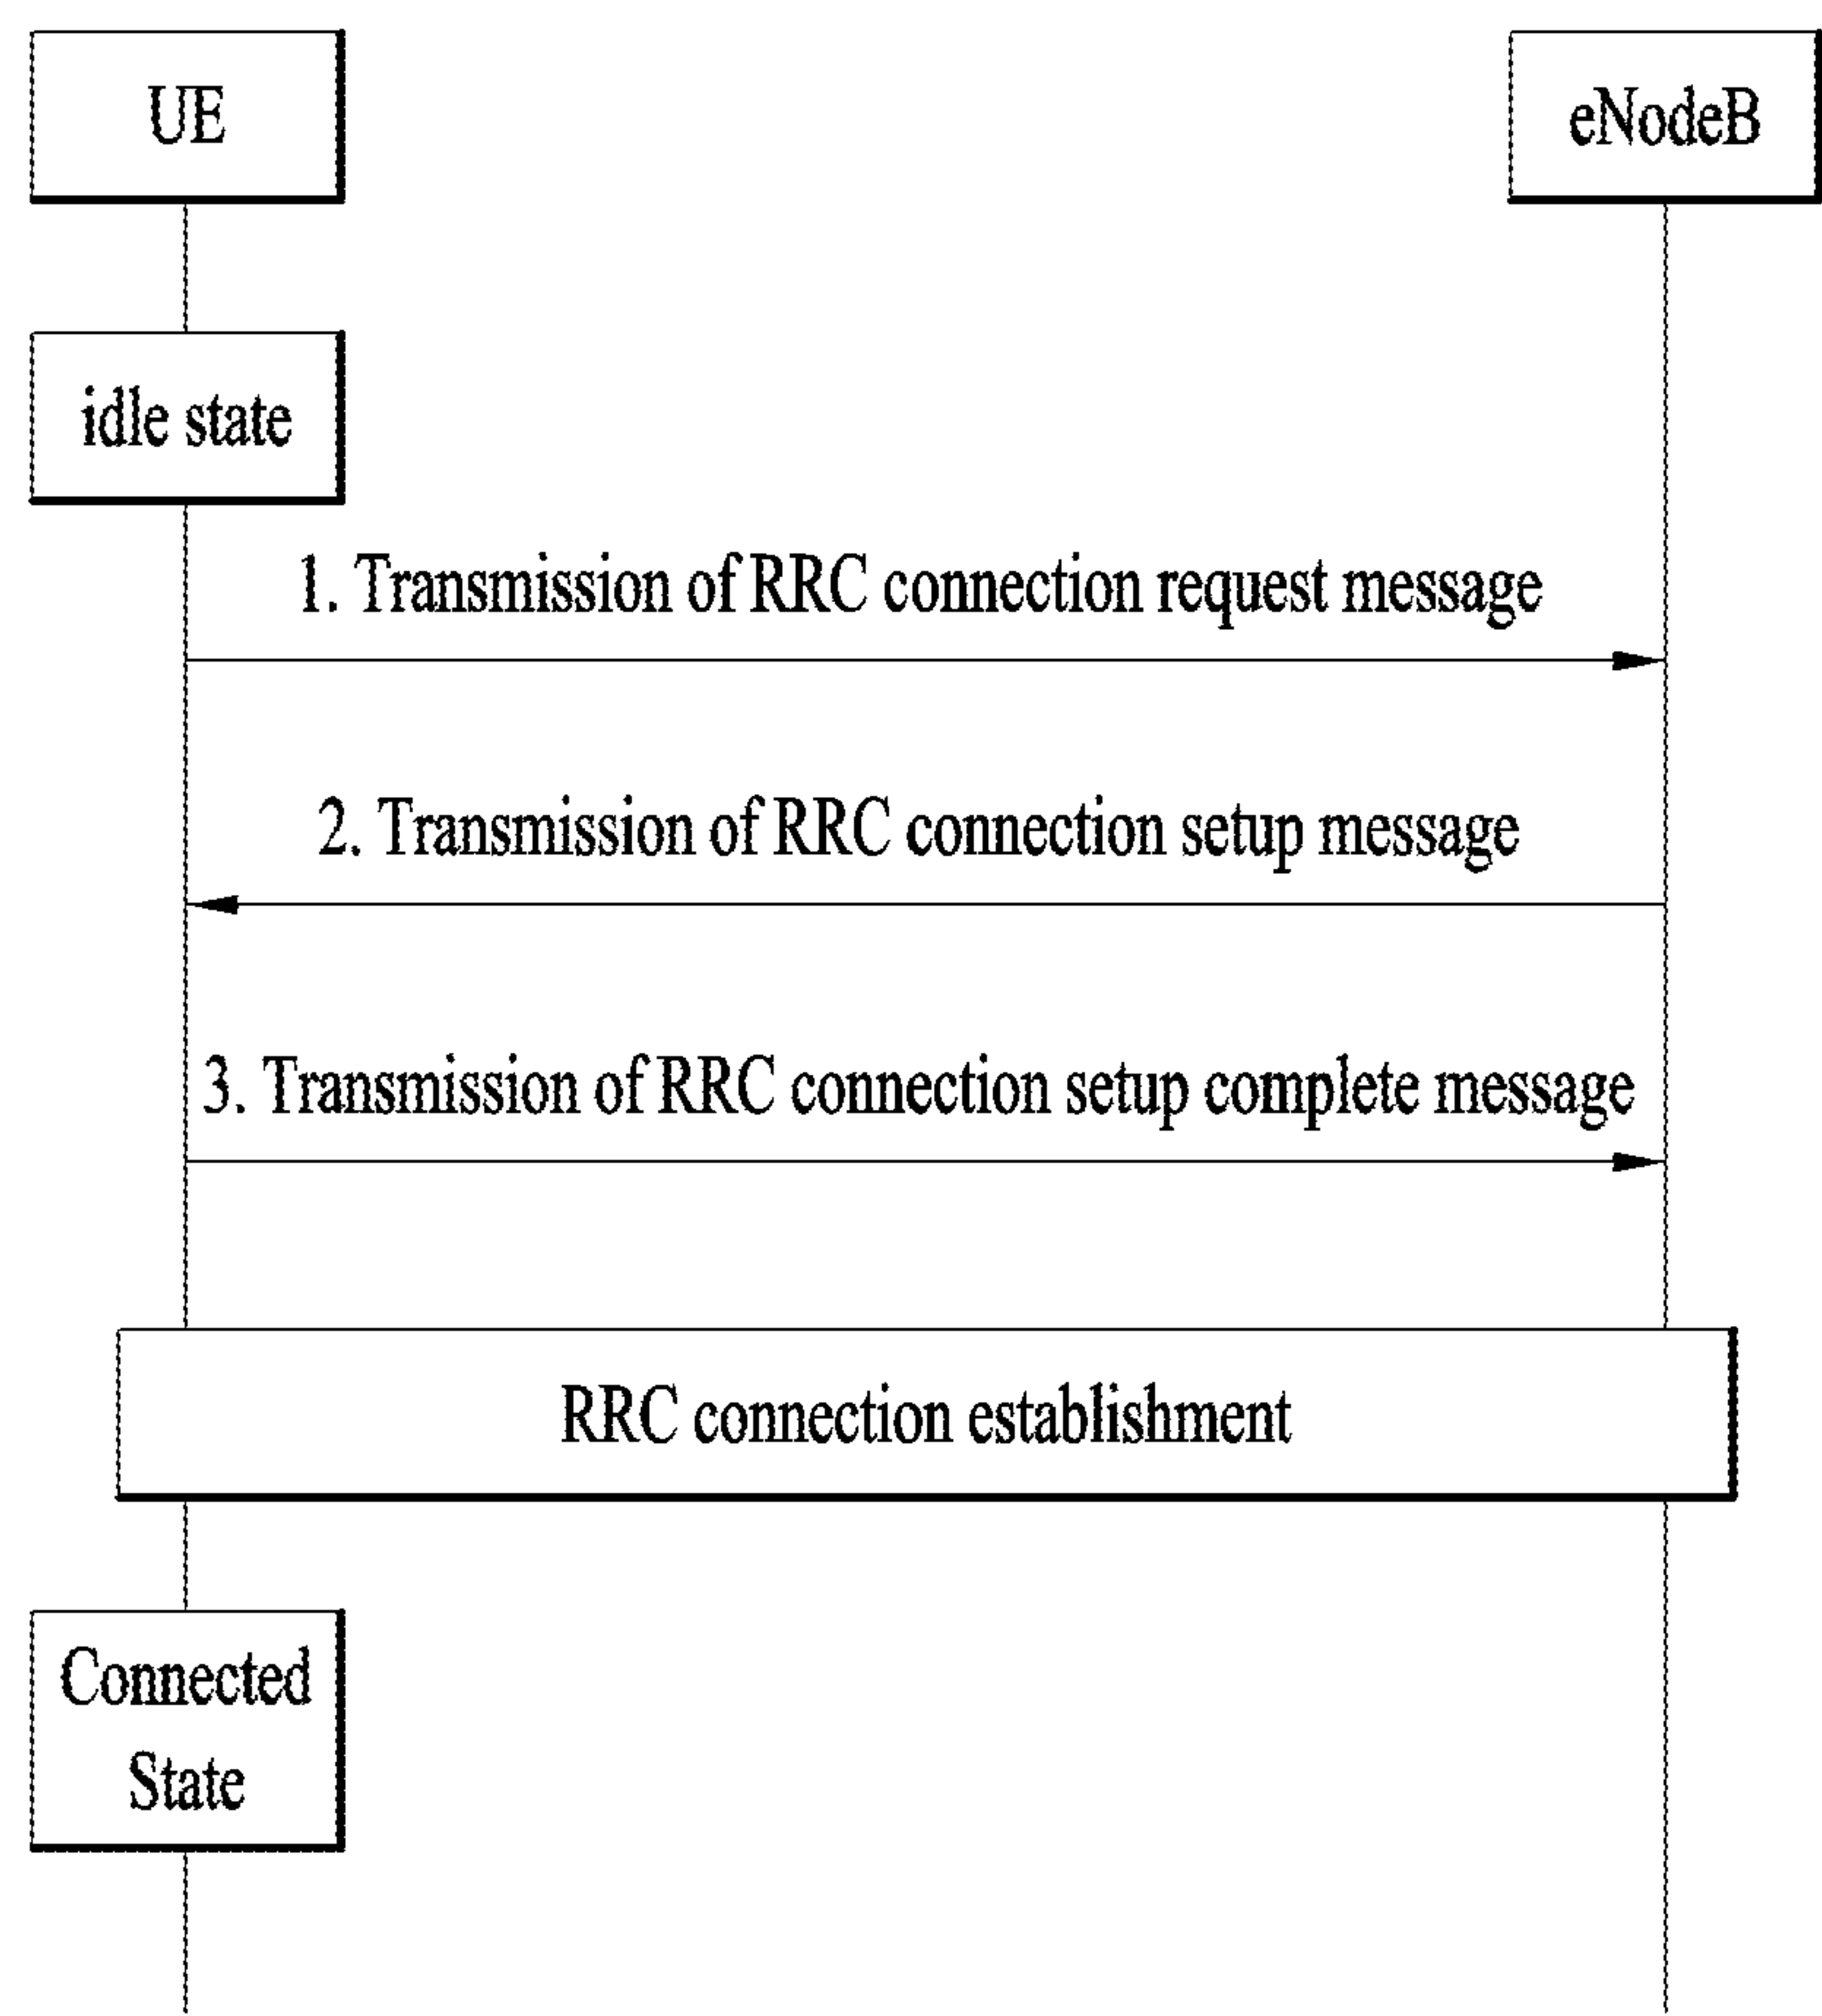 UE
eNodeB
idle state
1. Transmission of RRC connection request message
2. Transmission of RRC connection setup message
3. Transmission of RRC connection setup complete message
RRC connection establishment
Connected
State